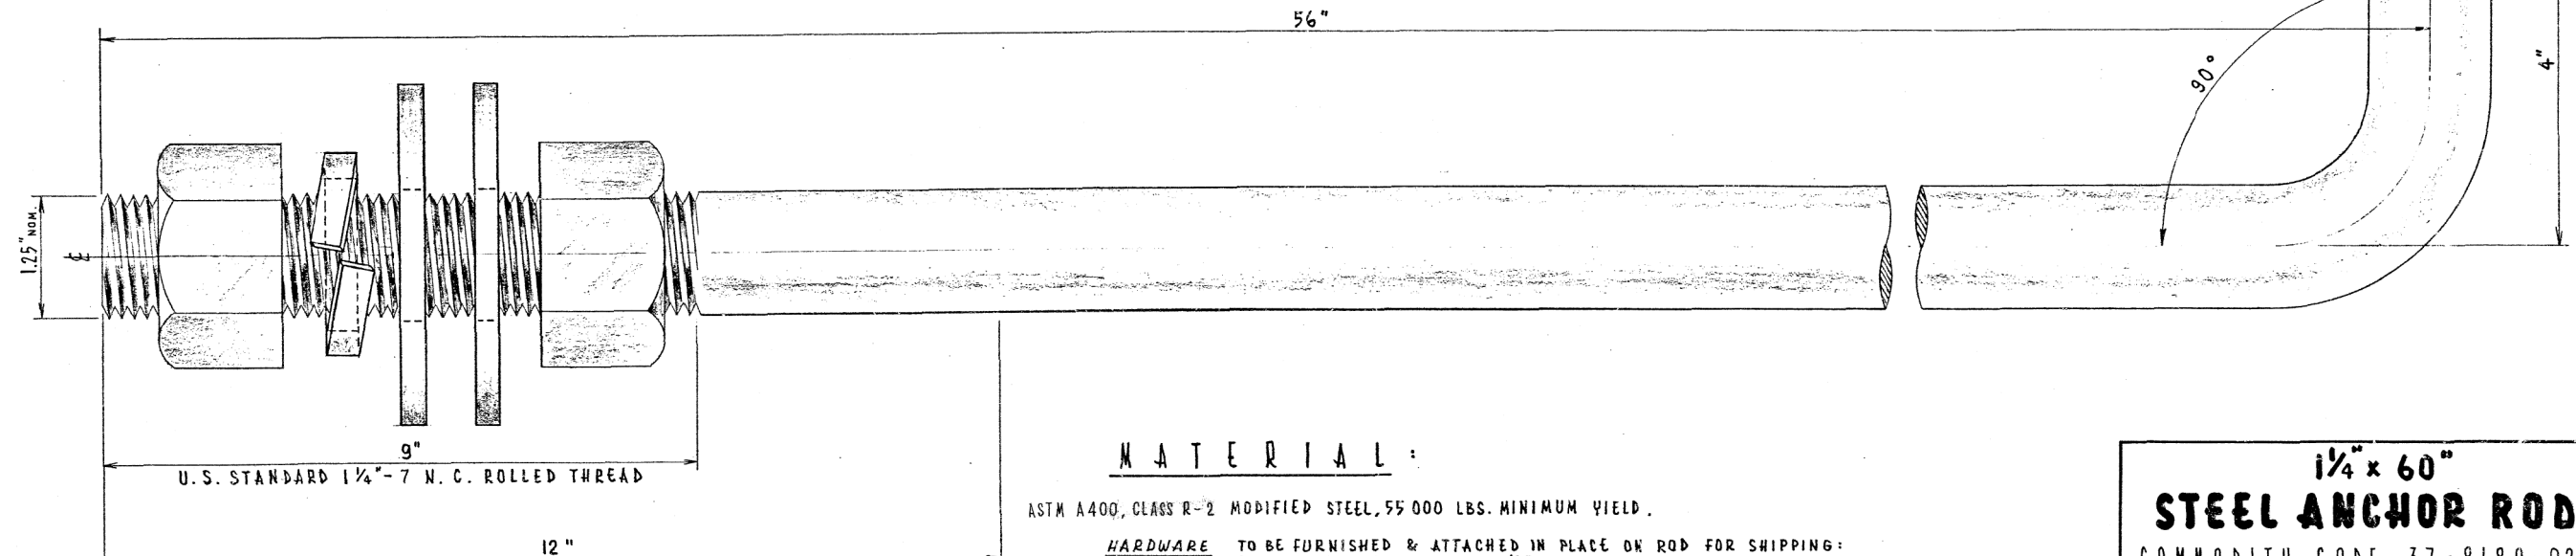 56"
90°
4"
1.25" NOM.
℄
9"
U.S. STANDARD 1¼"-7 N.C. ROLLED THREAD
12"
MATERIAL:
ASTM A400, CLASS R-2 MODIFIED STEEL, 55 000 LBS. MINIMUM YIELD.
HARDWARE TO BE FURNISHED & ATTACHED IN PLACE ON ROD FOR SHIPPING:
1¼" x 60"
STEEL ANCHOR ROD
COMMODITY CODE